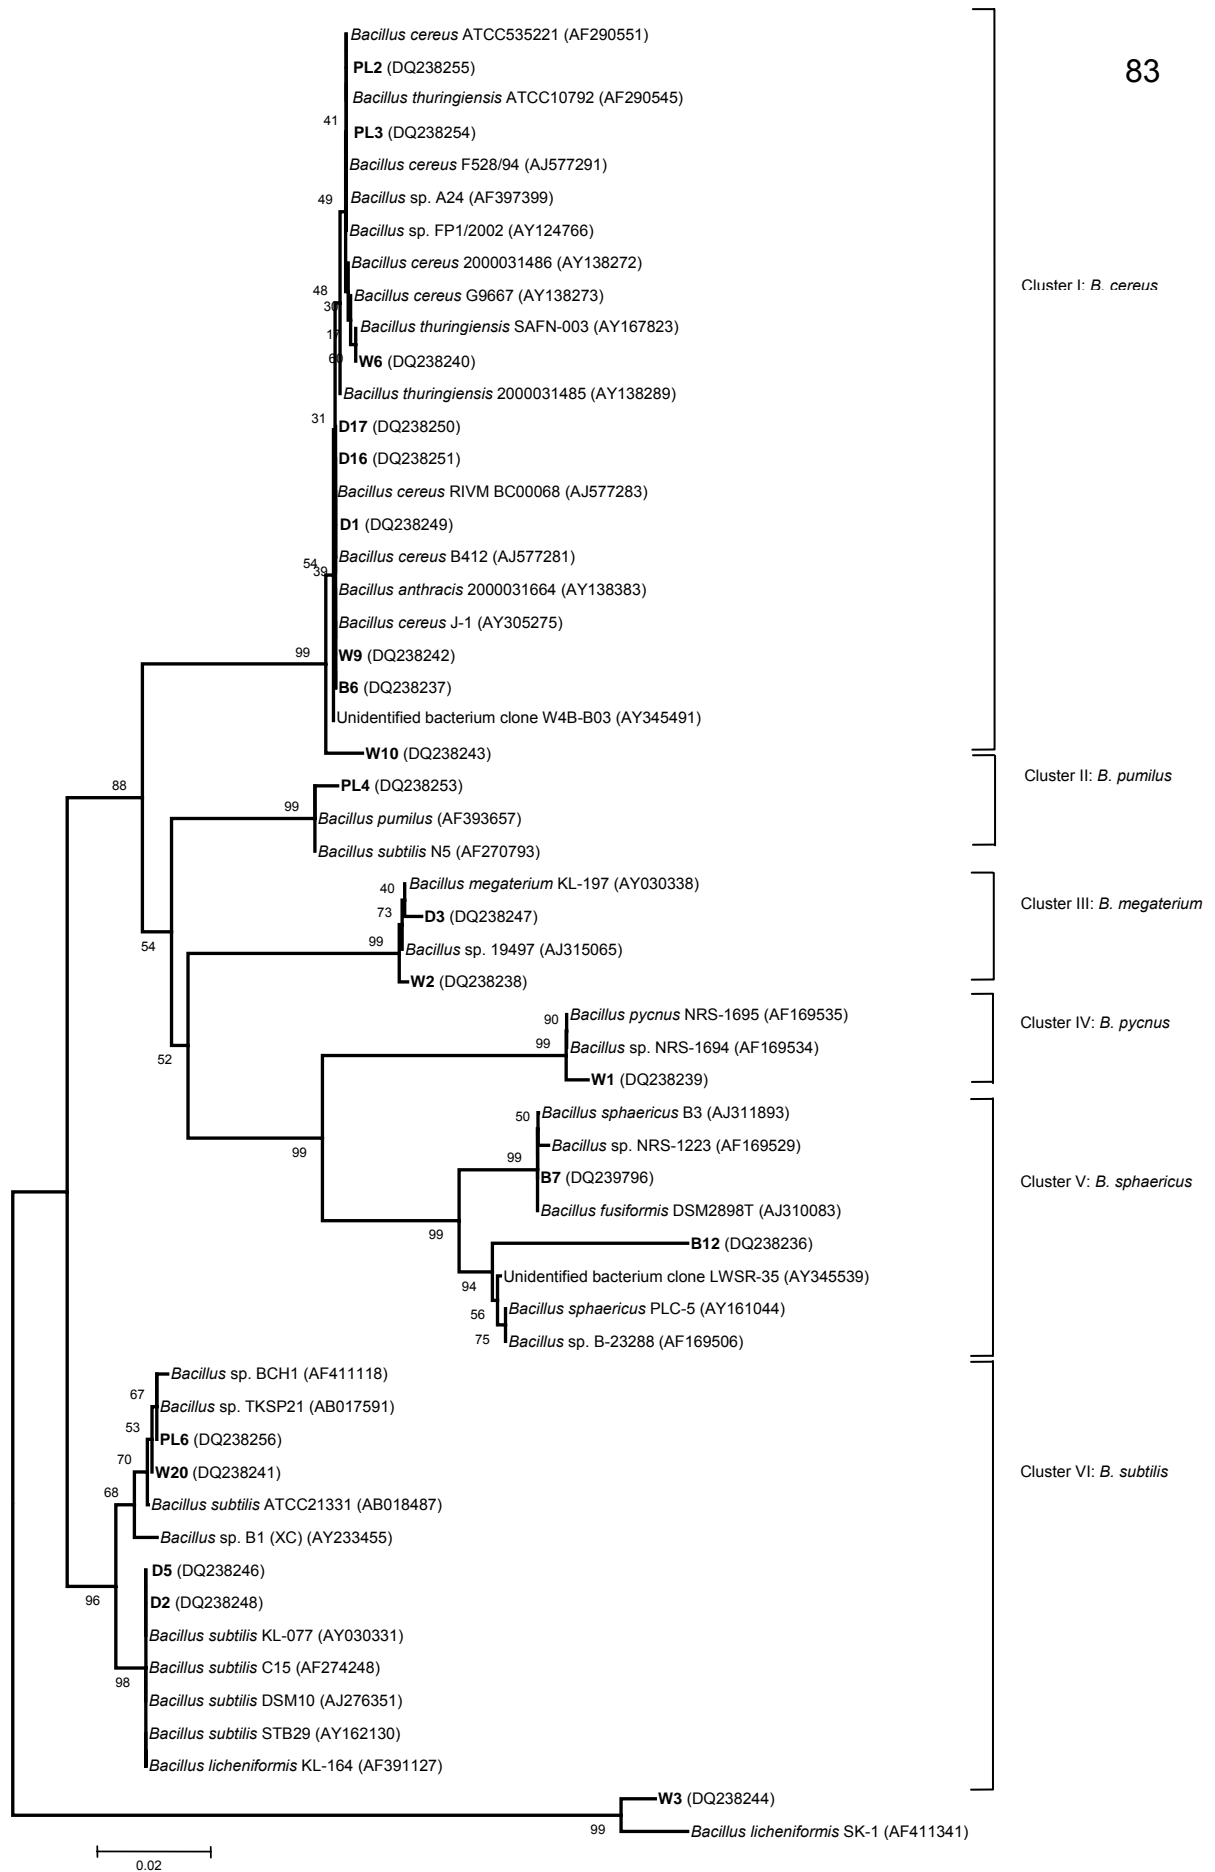 83
Bacillus cereus ATCC535221 (AF290551)
PL2 (DQ238255)
Bacillus thuringiensis ATCC10792 (AF290545)
41
PL3 (DQ238254)
Bacillus cereus F528/94 (AJ577291)
49
Bacillus sp. A24 (AF397399)
Bacillus sp. FP1/2002 (AY124766)
Bacillus cereus 2000031486 (AY138272)
Cluster I: B. cereus
48
Bacillus cereus G9667 (AY138273)
30
Bacillus thuringiensis SAFN-003 (AY167823)
17
60
W6 (DQ238240)
Bacillus thuringiensis 2000031485 (AY138289)
31
D17 (DQ238250)
D16 (DQ238251)
Bacillus cereus RIVM BC00068 (AJ577283)
D1 (DQ238249)
Bacillus cereus B412 (AJ577281)
54
39
Bacillus anthracis 2000031664 (AY138383)
Bacillus cereus J-1 (AY305275)
99
W9 (DQ238242)
B6 (DQ238237)
Unidentified bacterium clone W4B-B03 (AY345491)
W10 (DQ238243)
88
PL4 (DQ238253)
Cluster II: B. pumilus
99
Bacillus pumilus (AF393657)
Bacillus subtilis N5 (AF270793)
40
Bacillus megaterium KL-197 (AY030338)
Cluster III: B. megaterium
73
D3 (DQ238247)
54
99
Bacillus sp. 19497 (AJ315065)
W2 (DQ238238)
90
Bacillus pycnus NRS-1695 (AF169535)
Cluster IV: B. pycnus
99
Bacillus sp. NRS-1694 (AF169534)
52
W1 (DQ238239)
50
Bacillus sphaericus B3 (AJ311893)
99
Bacillus sp. NRS-1223 (AF169529)
99
B7 (DQ239796)
Cluster V: B. sphaericus
Bacillus fusiformis DSM2898T (AJ310083)
99
B12 (DQ238236)
94
Unidentified bacterium clone LWSR-35 (AY345539)
56
Bacillus sphaericus PLC-5 (AY161044)
75
Bacillus sp. B-23288 (AF169506)
Bacillus sp. BCH1 (AF411118)
67
Bacillus sp. TKSP21 (AB017591)
53
PL6 (DQ238256)
70
W20 (DQ238241)
Cluster VI: B. subtilis
68
Bacillus subtilis ATCC21331 (AB018487)
Bacillus sp. B1 (XC) (AY233455)
D5 (DQ238246)
96
D2 (DQ238248)
Bacillus subtilis KL-077 (AY030331)
Bacillus subtilis C15 (AF274248)
98
Bacillus subtilis DSM10 (AJ276351)
Bacillus subtilis STB29 (AY162130)
Bacillus licheniformis KL-164 (AF391127)
W3 (DQ238244)
99
Bacillus licheniformis SK-1 (AF411341)
0.02